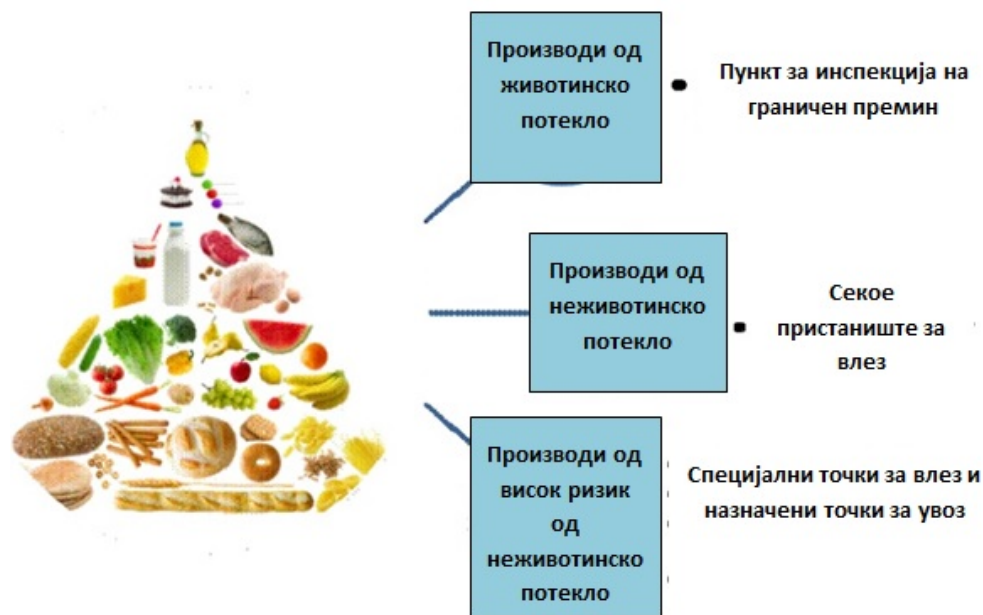 Производи од
животинско
потекло
Пункт за инспекција на
граничен премин
Производи од
неживотинско
потекло
Секое
пристаниште за
влез
Производи од
висок ризик
од
неживотинско
потекло
Специјални точки за влез и
назначени точки за увоз